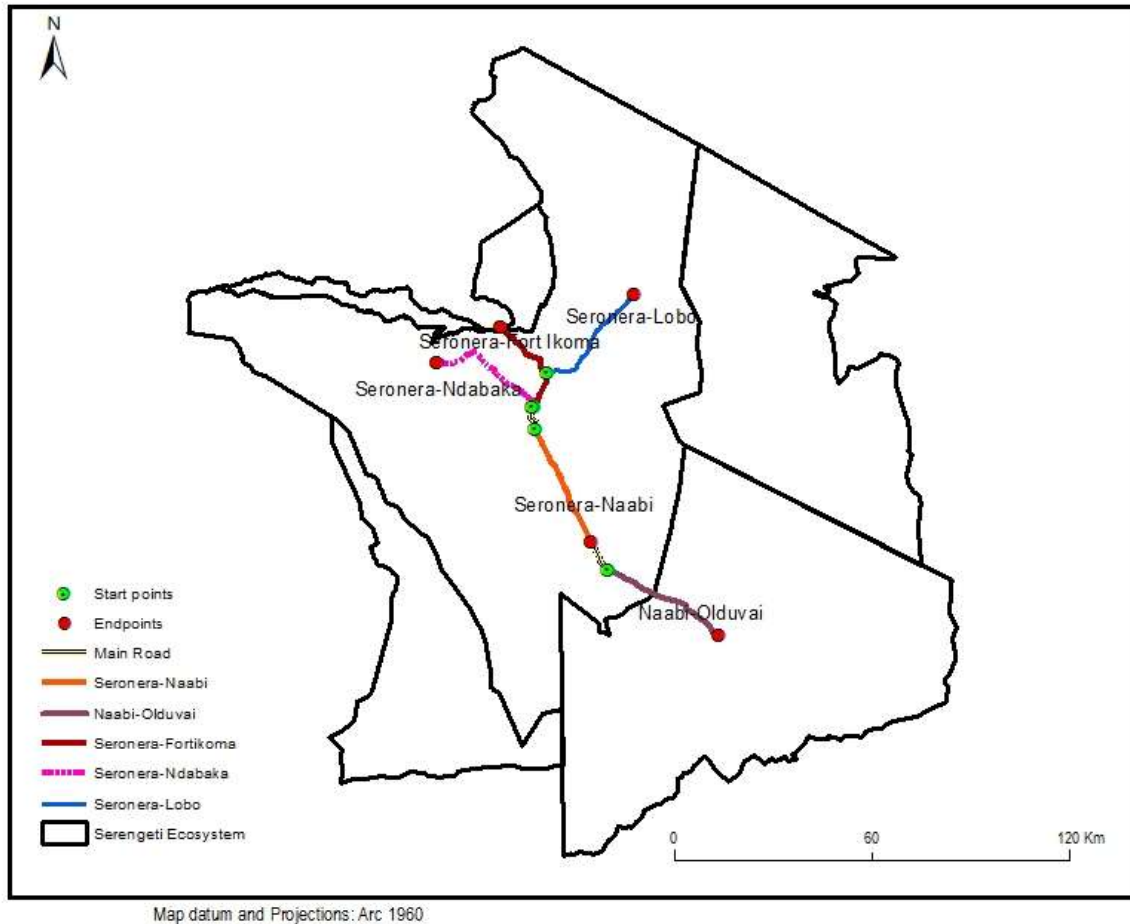 N
Seronera-Lobo
Seronera-Fort Ikoma
Seronera-Ndabaka
Seronera-Naabi
Naabi-Olduvai
Start points
Endpoints
Main Road
Seronera-Naabi
Naabi-Olduvai
Seronera-Fortikoma
Seronera-Ndabaka
Seronera-Lobo
Serengeti Ecosystem
0 60 120 Km
Map datum and Projections: Arc 1960